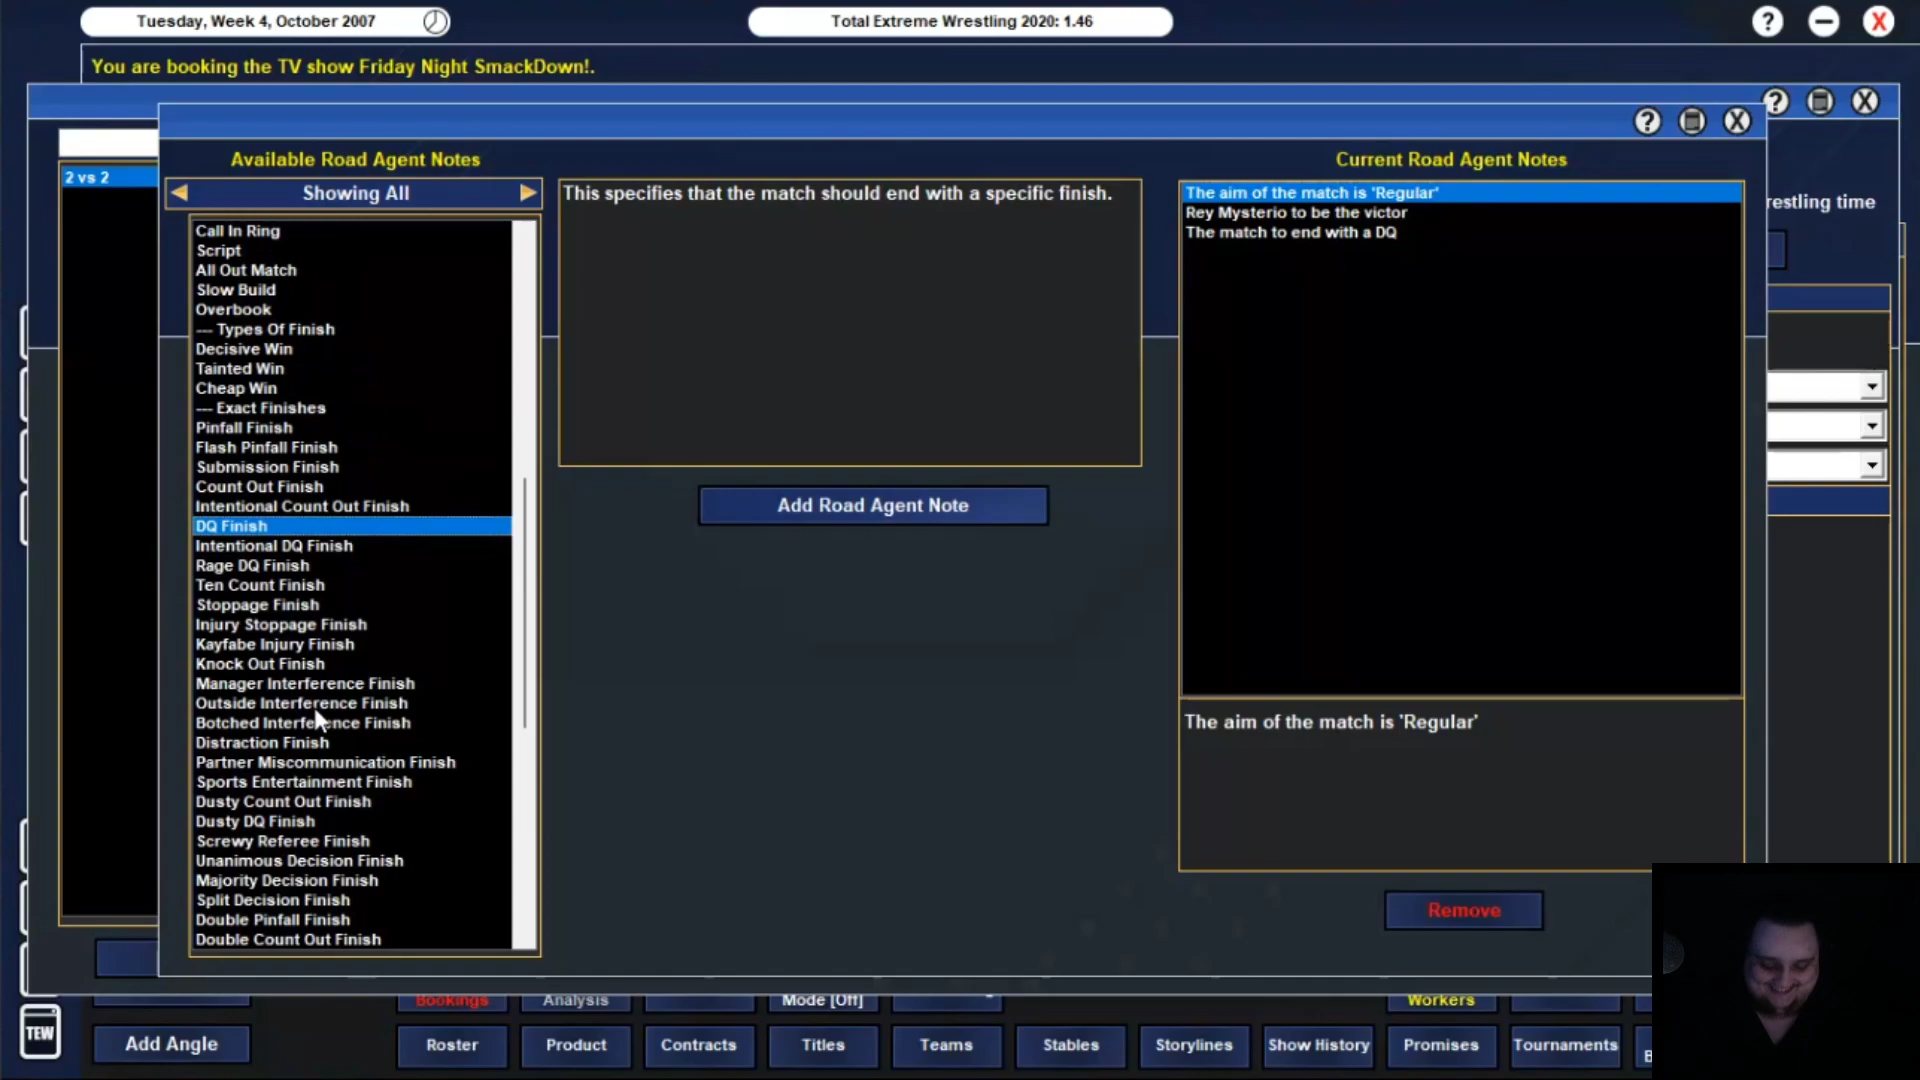 Tuesday, Week 4, October 2007
Total Extreme Wrestling 2020: 1.46
? – X
You are booking the TV show Friday Night SmackDown!.
? X
? X
Available Road Agent Notes
Current Road Agent Notes
2 vs 2
Showing All
This specifies that the match should end with a specific finish.
The aim of the match is 'Regular'
Rey Mysterio to be the victor
The match to end with a DQ
restling time
Call In Ring
Script
All Out Match
Slow Build
Overbook
--- Types Of Finish
Decisive Win
Tainted Win
Cheap Win
--- Exact Finishes
Pinfall Finish
Flash Pinfall Finish
Submission Finish
Count Out Finish
Intentional Count Out Finish
DQ Finish
Intentional DQ Finish
Rage DQ Finish
Ten Count Finish
Stoppage Finish
Injury Stoppage Finish
Kayfabe Injury Finish
Knock Out Finish
Manager Interference Finish
Outside Interference Finish
Botched Interference Finish
Distraction Finish
Partner Miscommunication Finish
Sports Entertainment Finish
Dusty Count Out Finish
Dusty DQ Finish
Screwy Referee Finish
Unanimous Decision Finish
Majority Decision Finish
Split Decision Finish
Double Pinfall Finish
Double Count Out Finish
Add Road Agent Note
The aim of the match is 'Regular'
Remove
Bookings
Analysis
Mode [Off]
Workers
TEW
Add Angle
Roster
Product
Contracts
Titles
Teams
Stables
Storylines
Show History
Promises
Tournaments
B